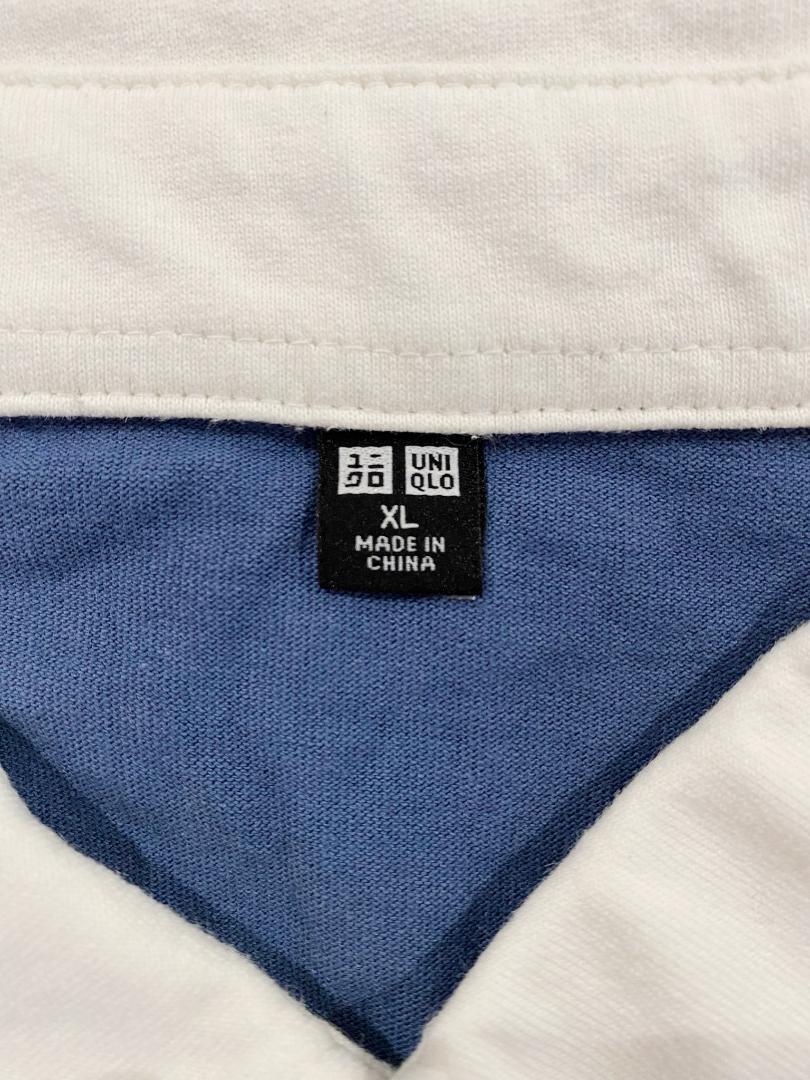 ユニ UNI
クロ QLO
XL
MADE IN
CHINA